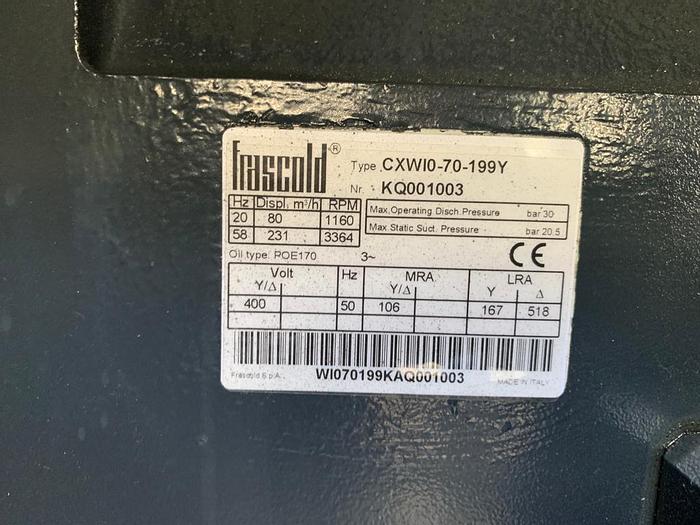 frascold®
Type CXWI0-70-199Y
Nr. KQ001003
Hz Displ. m³/h RPM
20 80 1160
58 231 3364
Max.Operating Disch.Pressure bar 30
Max.Static Suct. Pressure bar 20.5
Oil type: POE170 3~
CE
Volt Hz MRA LRA
Y/Δ Y/Δ Y Δ
400 50 106 167 518
WI070199KAQ001003
Frascold S.p.A.
MADE IN ITALY